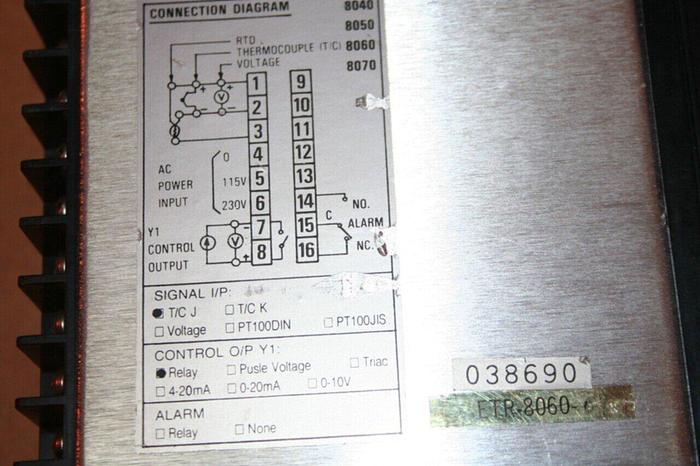 CONNECTION DIAGRAM
8040
8050
8060
8070
RTD
THERMOCOUPLE (T/C)
VOLTAGE
1 9
2 10
3 11
4 12
5 13
6 14
7 15
8 16
+ + V
- -
AC
POWER
INPUT
0
115V
230V
Y1
CONTROL
OUTPUT
V
-
+
NO.
C
ALARM
NC.
SIGNAL I/P:
T/C J T/C K
Voltage PT100DIN PT100JIS
CONTROL O/P Y1:
Relay Pusle Voltage Triac
4-20mA 0-20mA 0-10V
ALARM
Relay None
038690
ETR-8060-